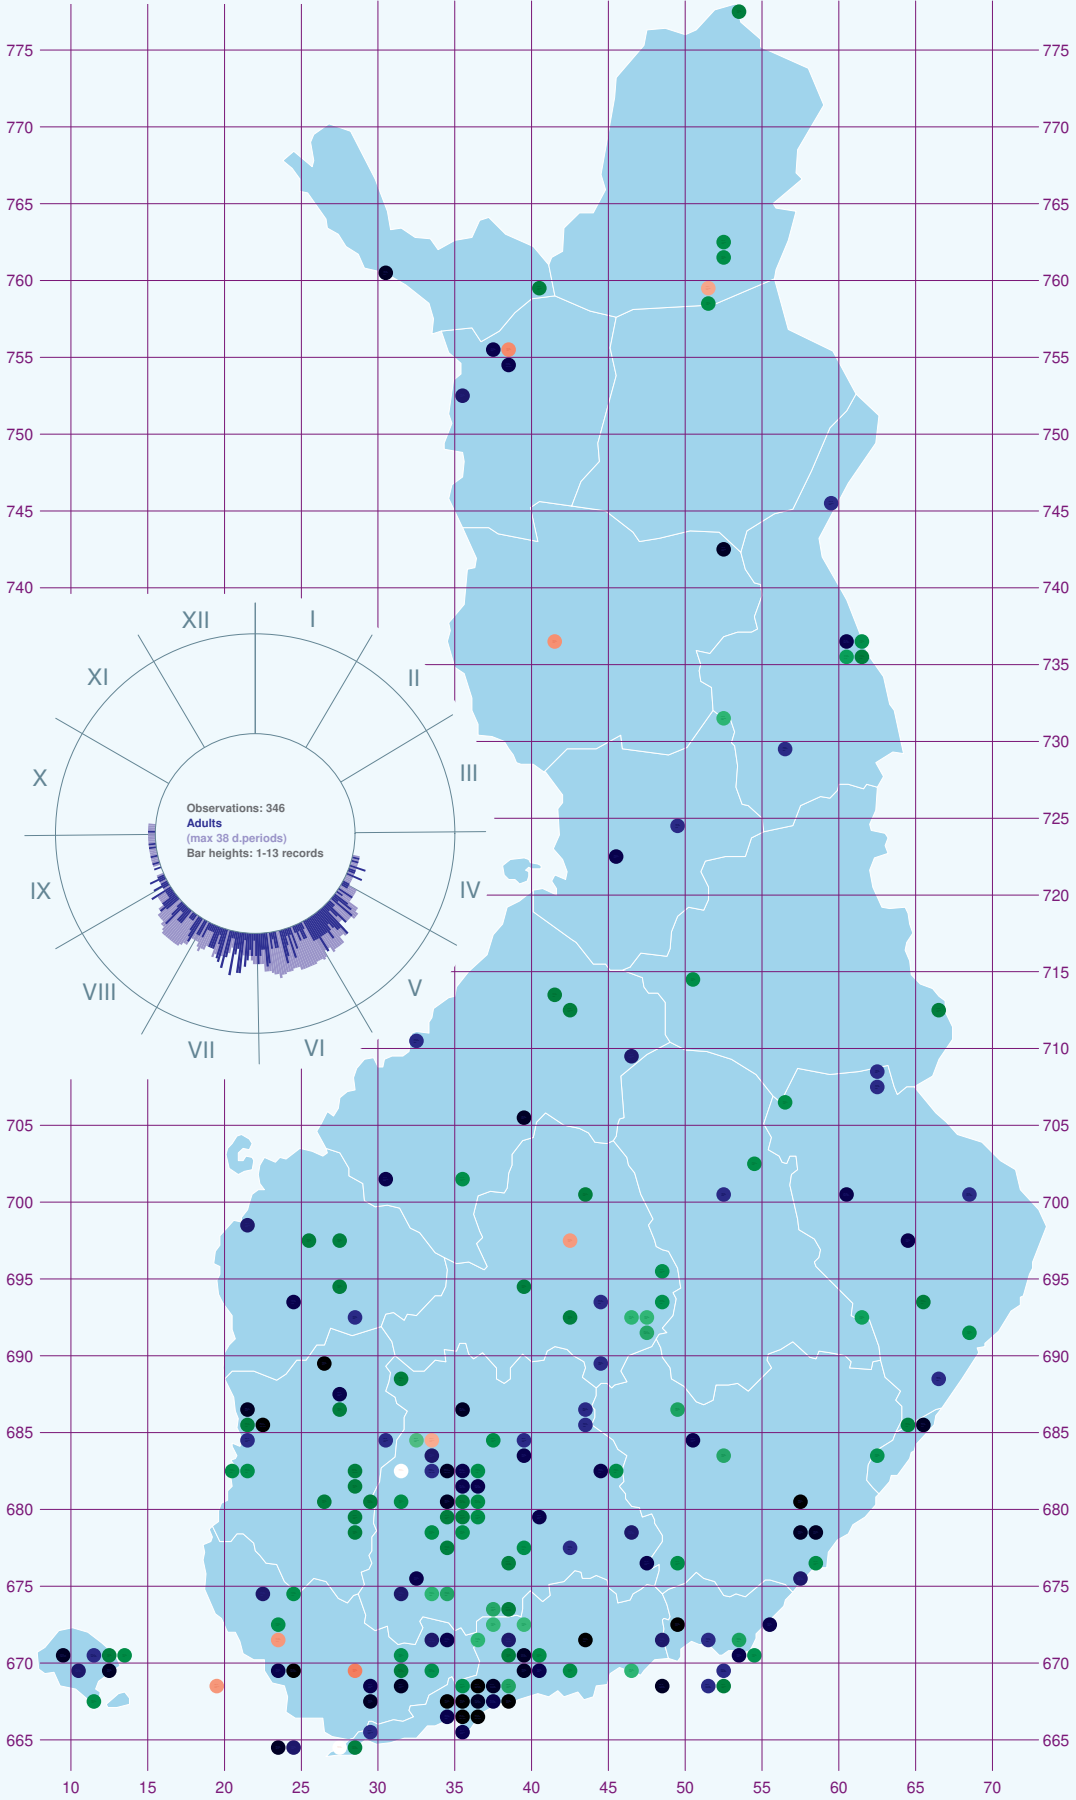 775 775
770 770
765 765
760 760
755 755
750 750
745 745
740 740
XII I
XI II
735 735
730 730
X III
Observations: 346
Adults
725
(max 38 d.periods)
Bar heights: 1-13 records
IX IV
720
VIII V
715
VII VI
710
705 705
700 700
695 695
690 690
685 685
680 680
675 675
670 670
665 665
10 15 20 25 30 35 40 45 50 55 60 65 70